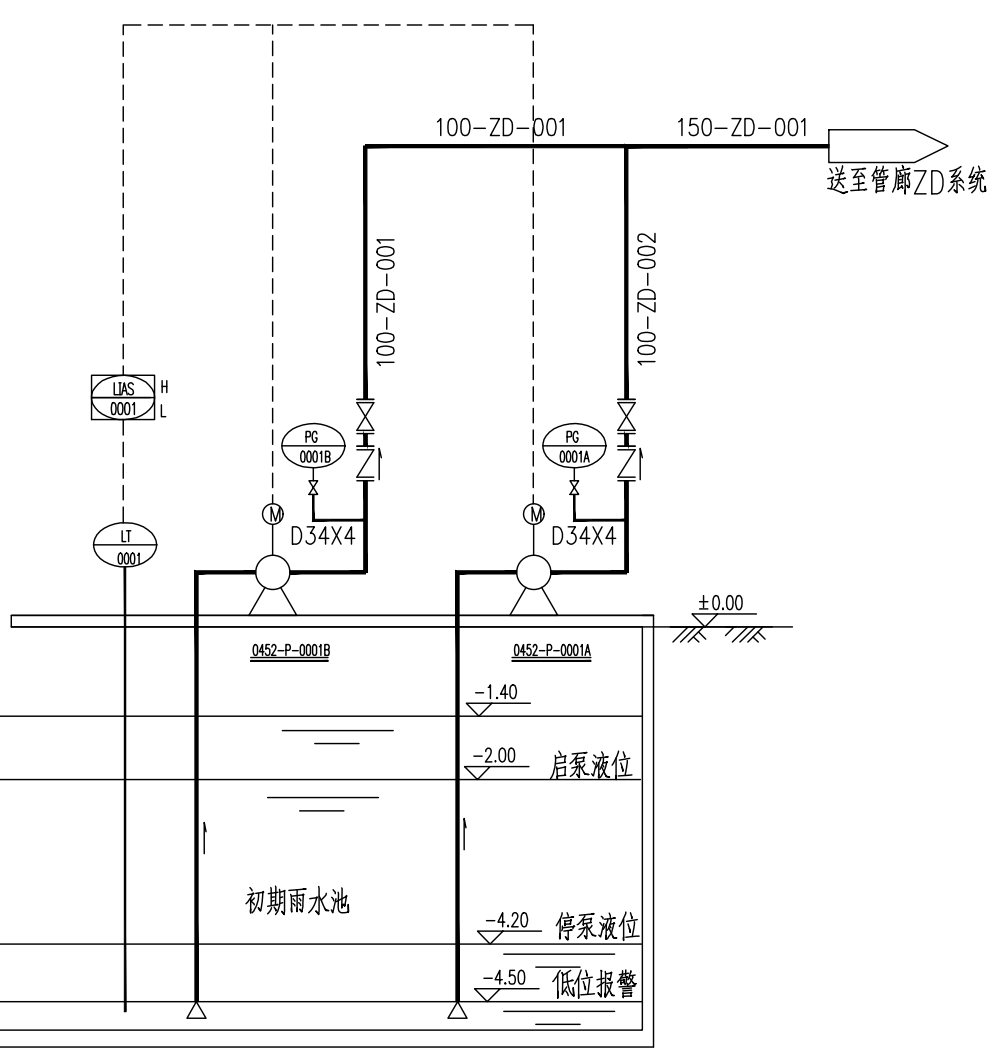 100-ZD-001
150-ZD-001
送至管廊ZD系统
100-ZD-001
100-ZD-002
LIAS
0001
H
L
PG
0001B
PG
0001A
M
M
D34X4
D34X4
LT
0001
±0.00
0452-P-0001B
0452-P-0001A
-1.40
-2.00
启泵液位
初期雨水池
-4.20
停泵液位
-4.50
低位报警